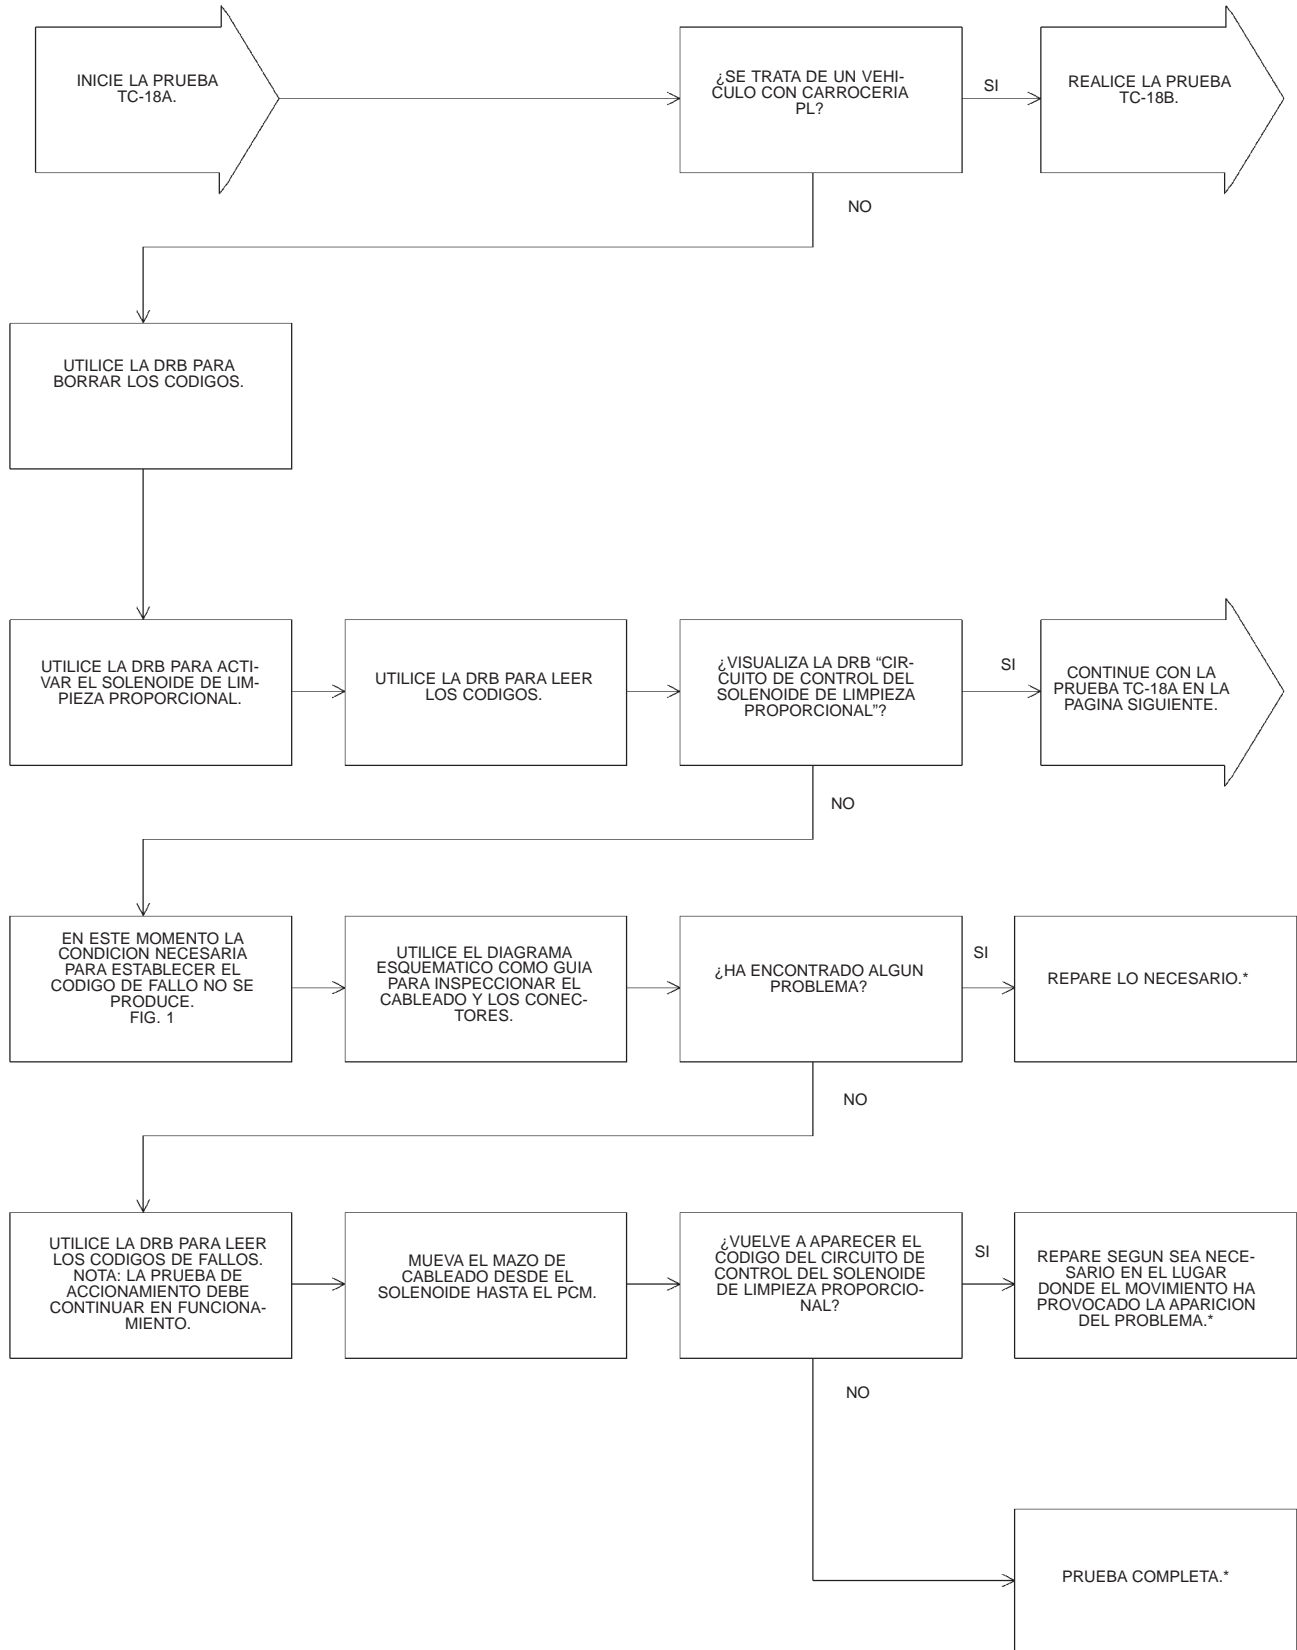 INICIE LA PRUEBA
TC-18A.
¿SE TRATA DE UN VEHI-
CULO CON CARROCERIA
PL?
SI
REALICE LA PRUEBA
TC-18B.
NO
UTILICE LA DRB PARA
BORRAR LOS CODIGOS.
UTILICE LA DRB PARA ACTI-
VAR EL SOLENOIDE DE LIM-
PIEZA PROPORCIONAL.
UTILICE LA DRB PARA LEER
LOS CODIGOS.
¿VISUALIZA LA DRB “CIR-
CUITO DE CONTROL DEL
SOLENOIDE DE LIMPIEZA
PROPORCIONAL”?
SI
CONTINUE CON LA
PRUEBA TC-18A EN LA
PAGINA SIGUIENTE.
NO
EN ESTE MOMENTO LA
CONDICION NECESARIA
PARA ESTABLECER EL
CODIGO DE FALLO NO SE
PRODUCE.
FIG. 1
UTILICE EL DIAGRAMA
ESQUEMATICO COMO GUIA
PARA INSPECCIONAR EL
CABLEADO Y LOS CONEC-
TORES.
¿HA ENCONTRADO ALGUN
PROBLEMA?
SI
REPARE LO NECESARIO.*
NO
UTILICE LA DRB PARA LEER
LOS CODIGOS DE FALLOS.
NOTA: LA PRUEBA DE
ACCIONAMIENTO DEBE
CONTINUAR EN FUNCIONA-
MIENTO.
MUEVA EL MAZO DE
CABLEADO DESDE EL
SOLENOIDE HASTA EL PCM.
¿VUELVE A APARECER EL
CODIGO DEL CIRCUITO DE
CONTROL DEL SOLENOIDE
DE LIMPIEZA PROPORCIO-
NAL?
SI
REPARE SEGUN SEA NECE-
SARIO EN EL LUGAR
DONDE EL MOVIMIENTO HA
PROVOCADO LA APARICION
DEL PROBLEMA.*
NO
PRUEBA COMPLETA.*